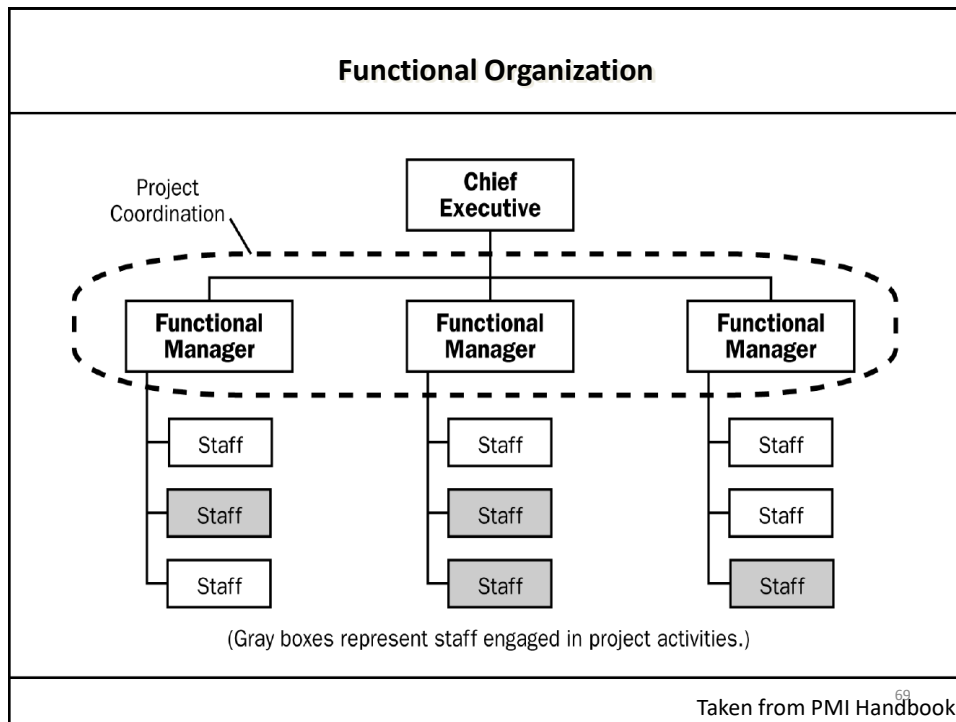 Functional Organization
Project
Coordination
Chief
Executive
Functional
Manager
Functional
Manager
Functional
Manager
Staff
Staff
Staff
Staff
Staff
Staff
Staff
Staff
Staff
(Gray boxes represent staff engaged in project activities.)
69
Taken from PMI Handbook